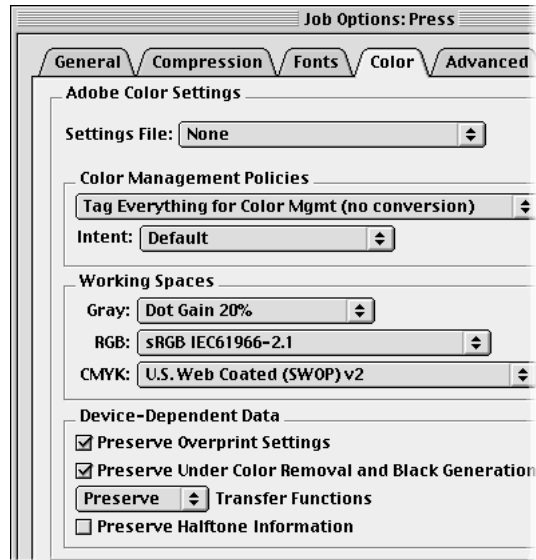 Job Options: Press
General Compression Fonts Color Advanced
Adobe Color Settings
Settings File: None
Color Management Policies
Tag Everything for Color Mgmt (no conversion)
Intent: Default
Working Spaces
Gray: Dot Gain 20%
RGB: sRGB IEC61966-2.1
CMYK: U.S. Web Coated (SWOP) v2
Device-Dependent Data
Preserve Overprint Settings
Preserve Under Color Removal and Black Generation
Preserve Transfer Functions
Preserve Halftone Information